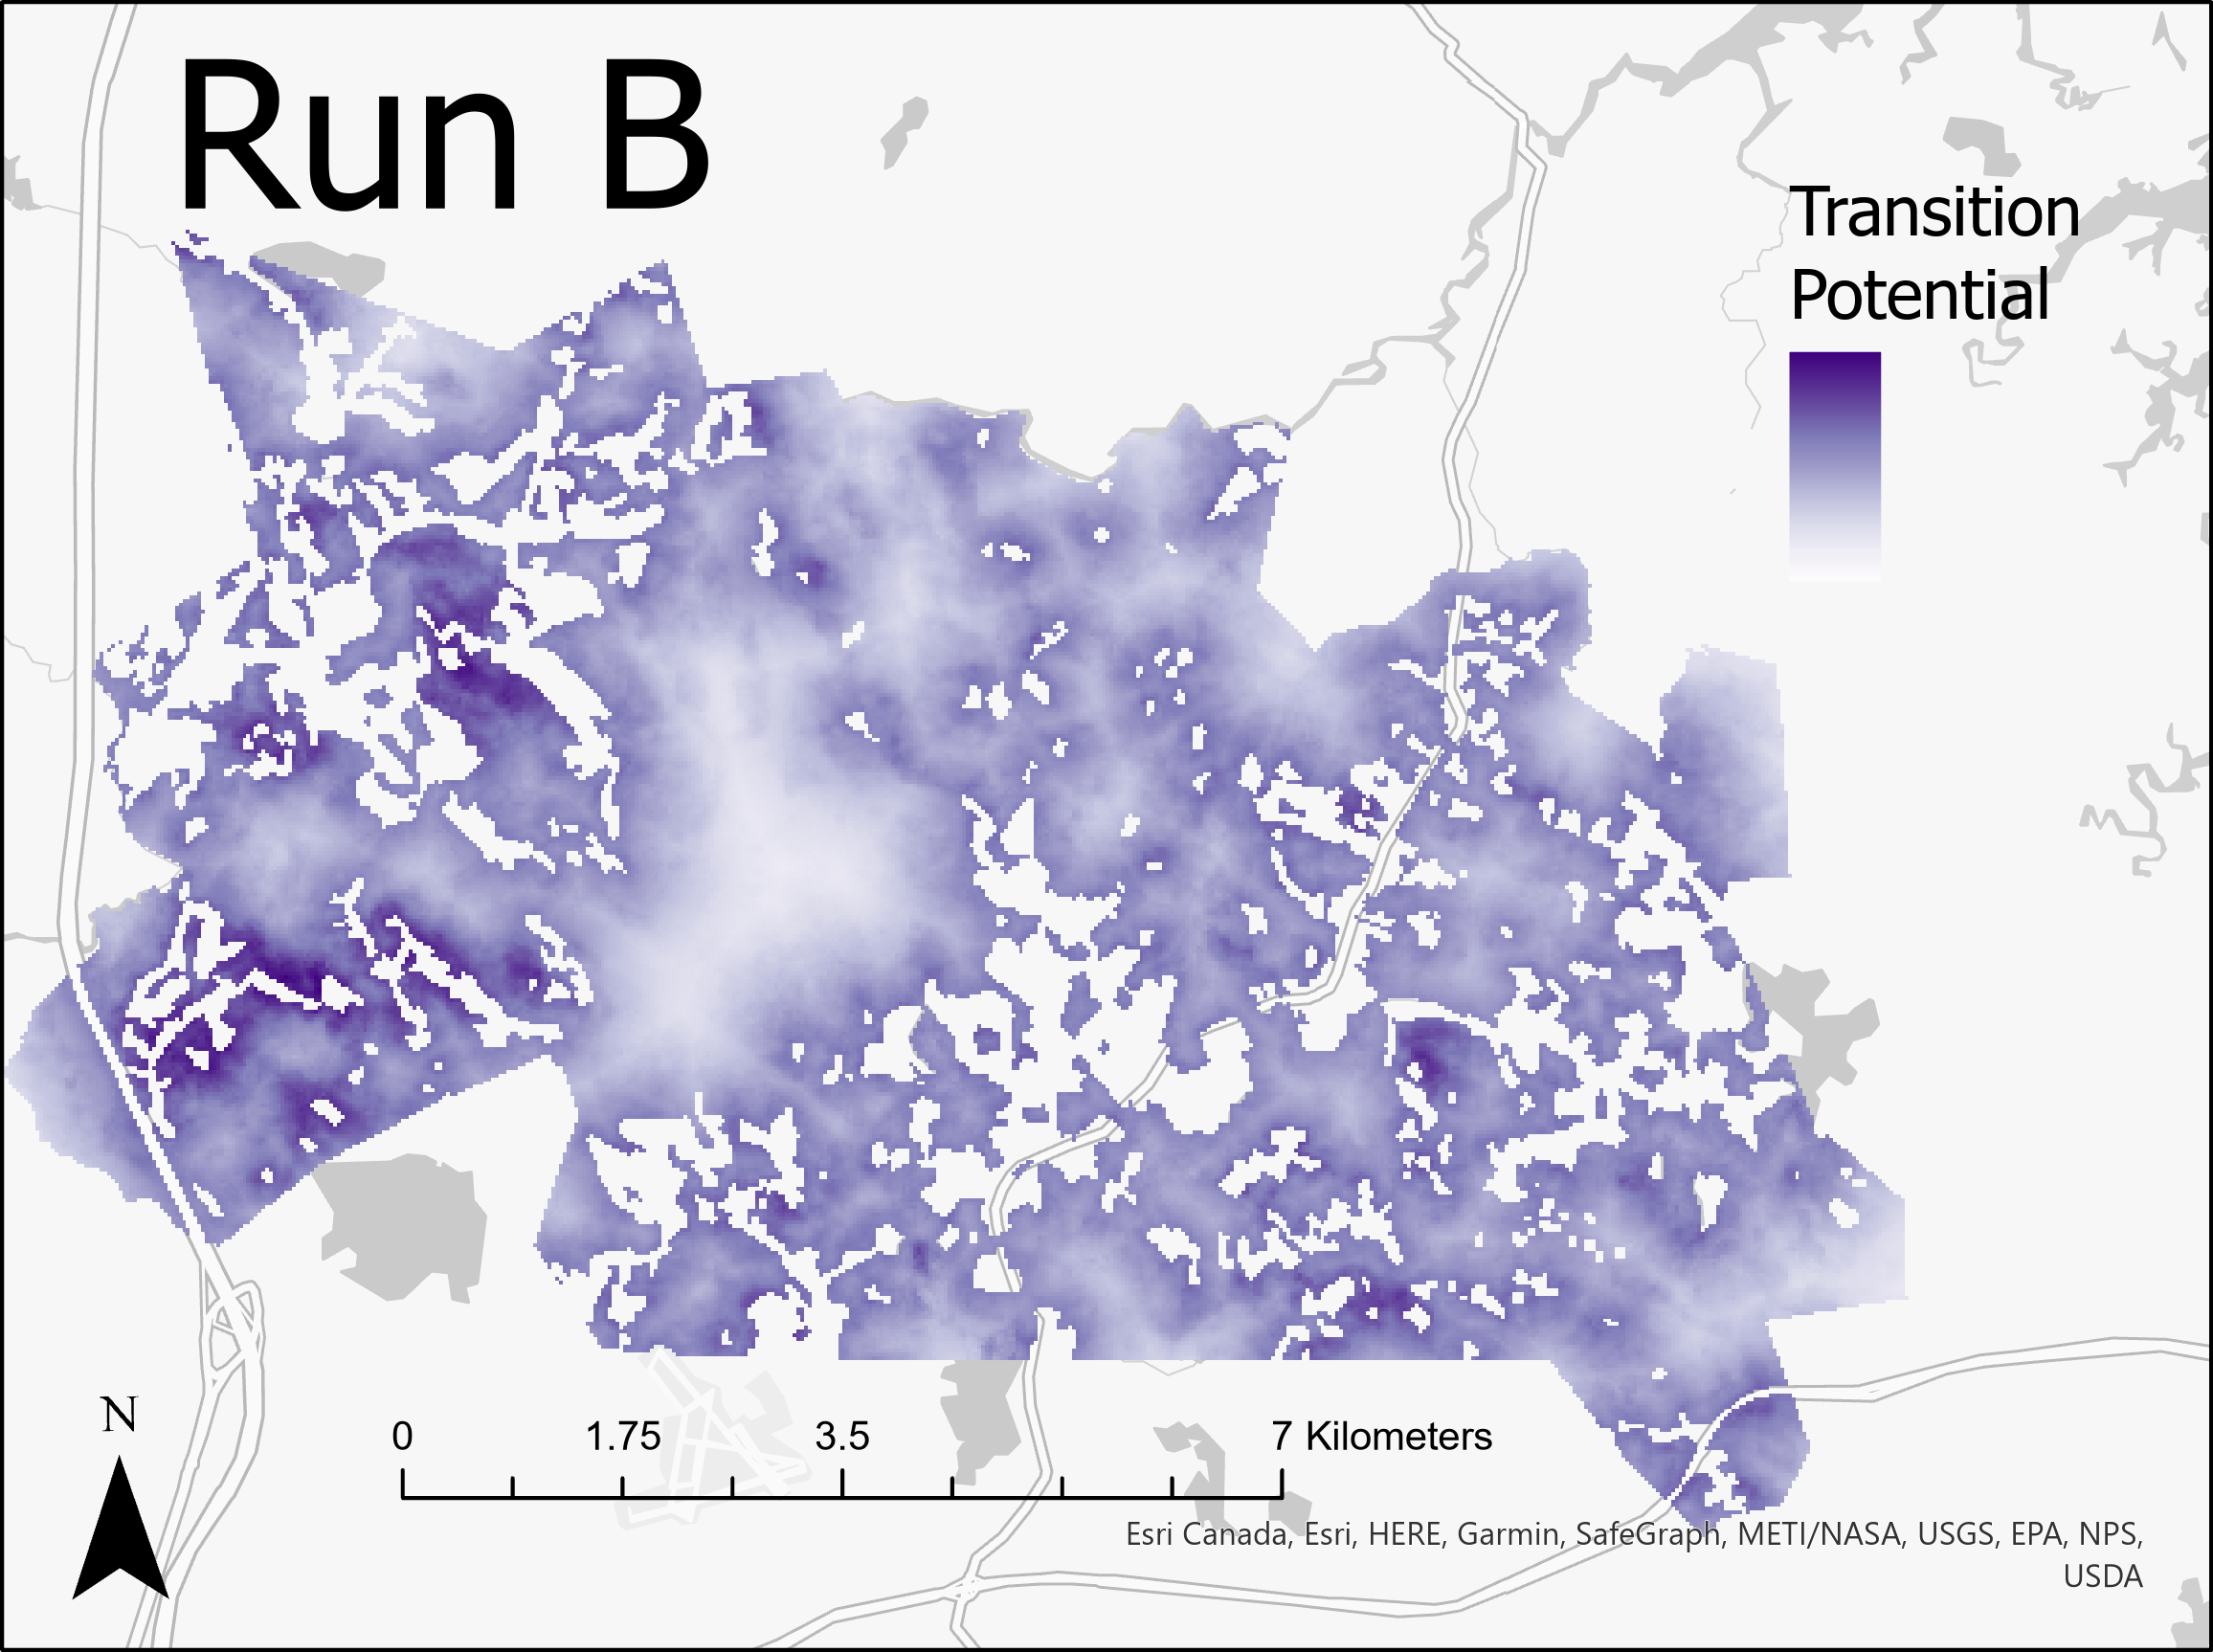 Run B
Transition
Potential
N
0 1.75 3.5 7 Kilometers
Esri Canada, Esri, HERE, Garmin, SafeGraph, METI/NASA, USGS, EPA, NPS,
USDA